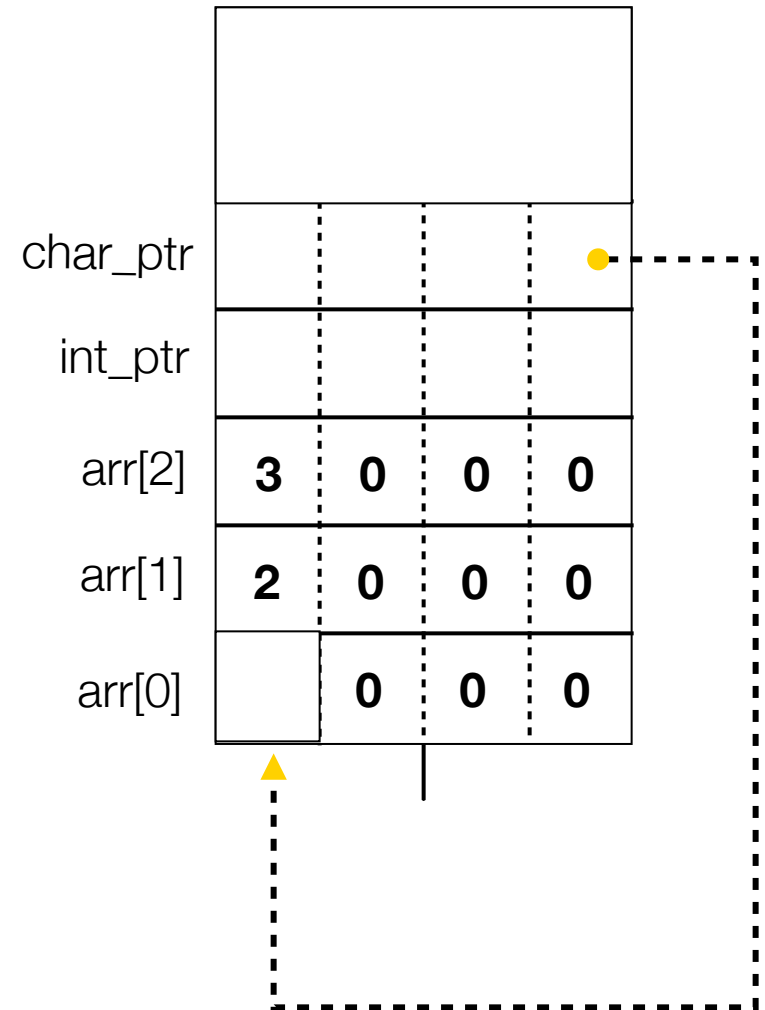 char_ptr
int_ptr
arr[2] 3 0 0 0
arr[1] 2 0 0 0
arr[0] 0 0 0